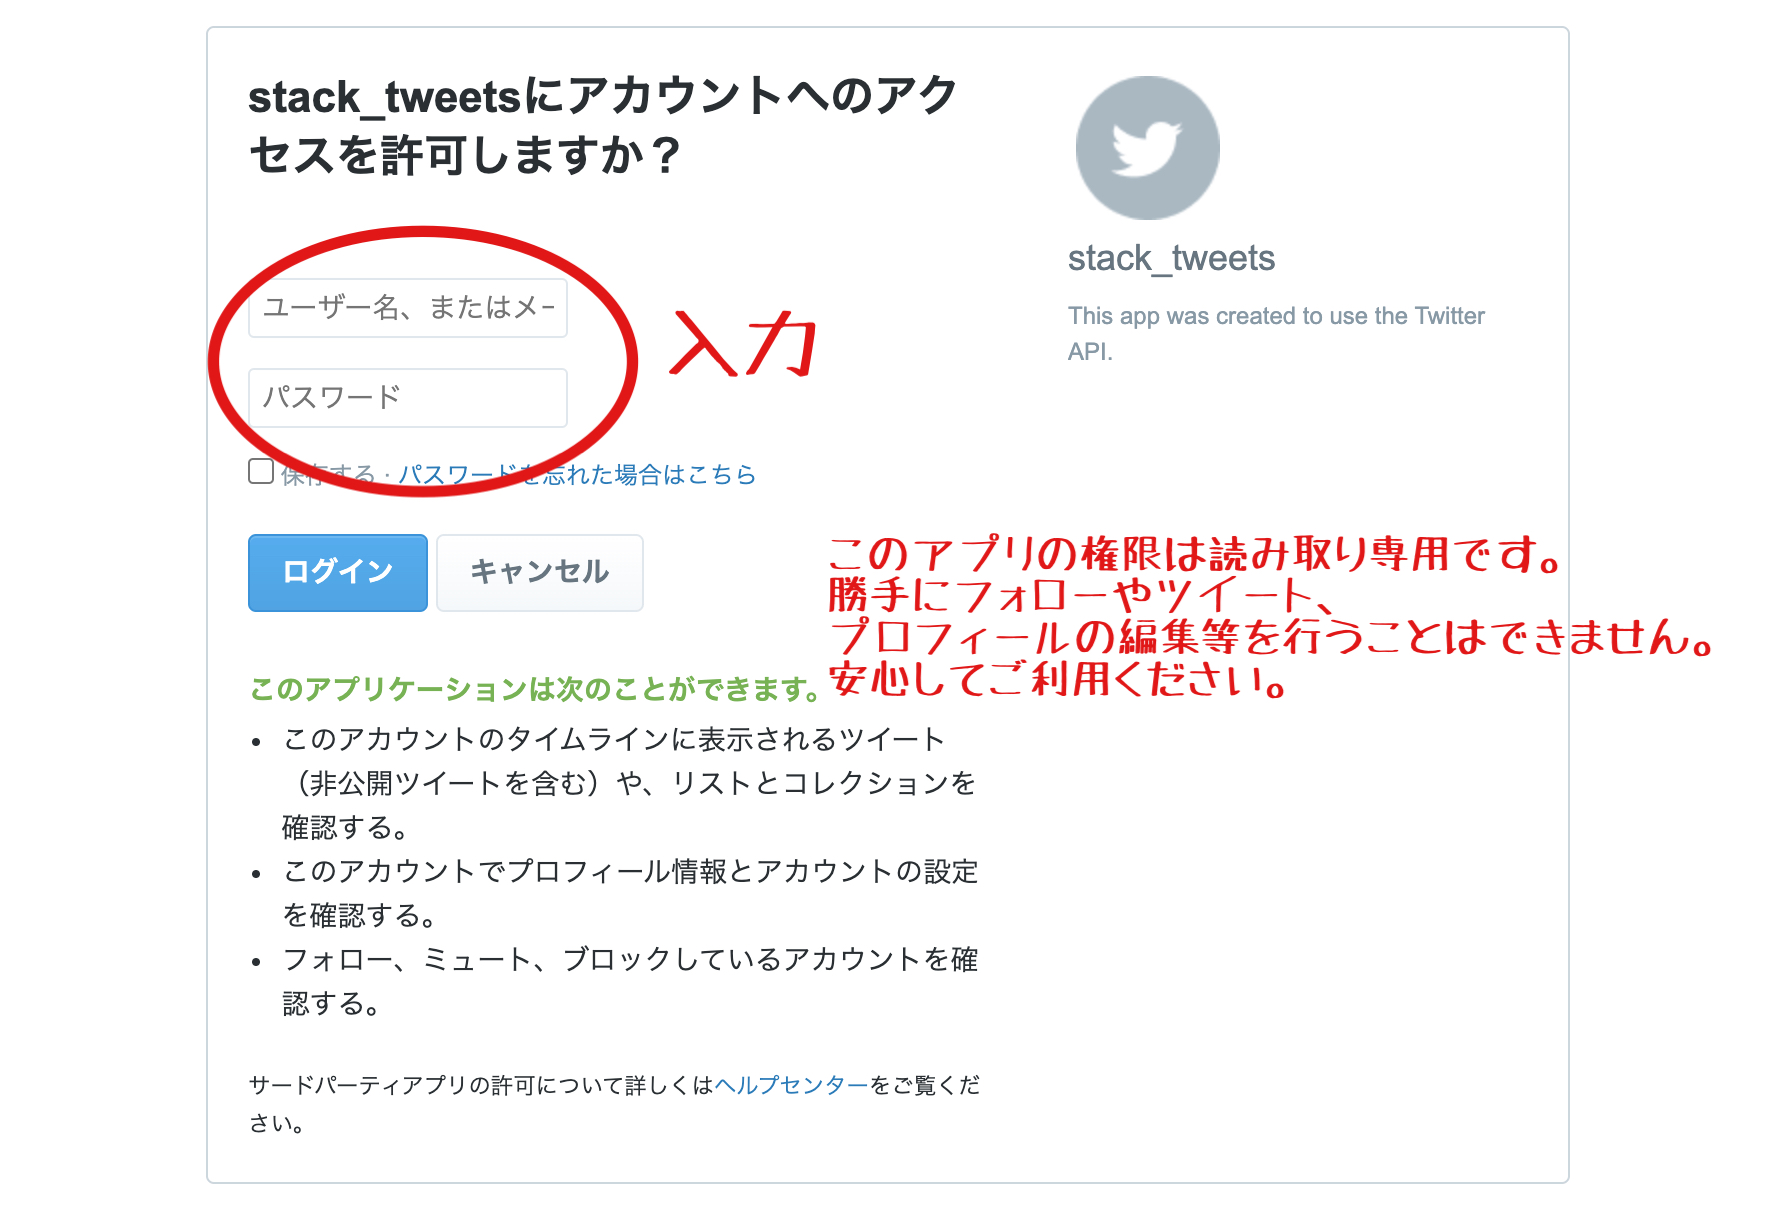 stack_tweetsにアカウントへのアク
セスを許可しますか？
stack_tweets
This app was created to use the Twitter
API.
ユーザー名、またはメー
パスワード
入力
保存する · パスワードを忘れた場合はこちら
ログイン
キャンセル
このアプリの権限は読み取り専用です。
勝手にフォローやツイート、
プロフィールの編集等を行うことはできません。
安心してご利用ください。
このアプリケーションは次のことができます。
• このアカウントのタイムラインに表示されるツイート
（非公開ツイートを含む）や、リストとコレクションを
確認する。
• このアカウントでプロフィール情報とアカウントの設定
を確認する。
• フォロー、ミュート、ブロックしているアカウントを確
認する。
サードパーティアプリの許可について詳しくはヘルプセンターをご覧くだ
さい。